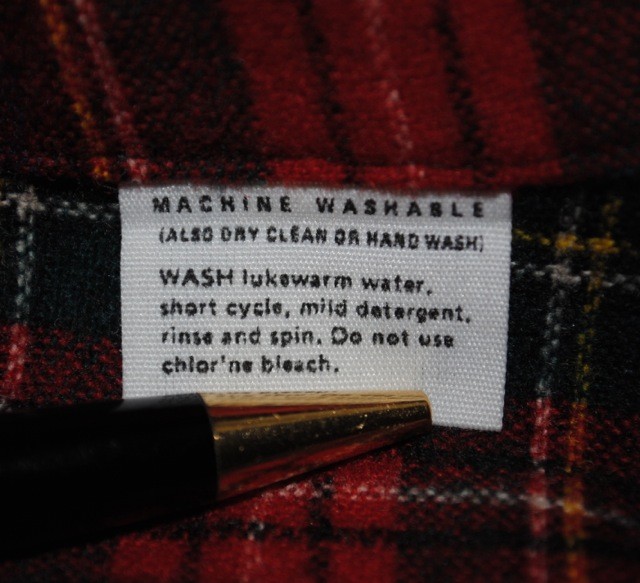 MACHINE WASHABLE
(ALSO DRY CLEAN OR HAND WASH)
WASH lukewarm water,
short cycle, mild detergent,
rinse and spin. Do not use
chlor'ne bleach.